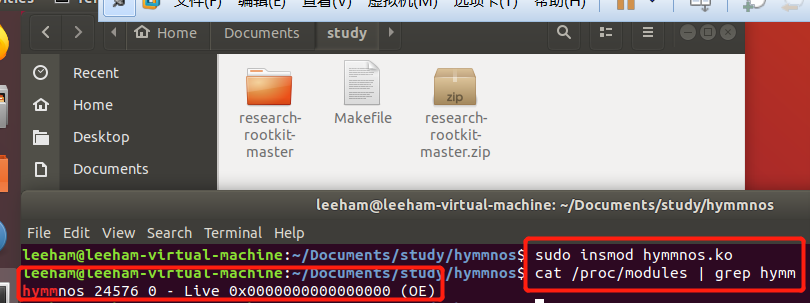 文件(F) 编辑(E) 查看(V) 虚拟机(M) 选项卡(T) 帮助(H)
Home Documents study
Recent
Home
Desktop
Documents
research-
rootkit-
master
Makefile
zip
research-
rootkit-
master.zip
leeham@leeham-virtual-machine: ~/Documents/study/hymmnos
File Edit View Search Terminal Help
leeham@leeham-virtual-machine:~/Documents/study/hymmnos$ sudo insmod hymmnos.ko
leeham@leeham-virtual-machine:~/Documents/study/hymmnos$ cat /proc/modules | grep hymm
hymmnos 24576 0 - Live 0x0000000000000000 (OE)